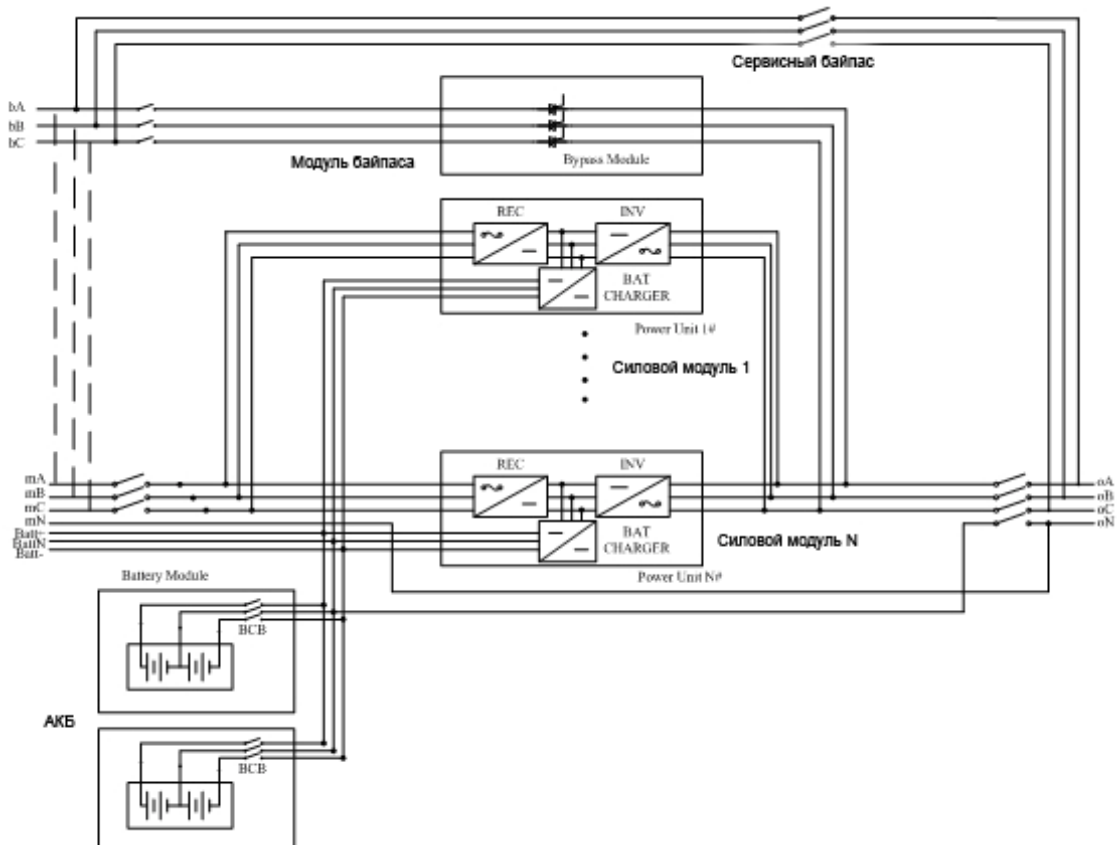 Сервисный байпас
bA
bB
bC
Bypass Module
Модуль байпаса
REC
INV
BAT
CHARGER
Power Unit 1#
Силовой модуль 1
REC
INV
mA
mB
mC
mN
Batt+
BattN
Batt-
oA
oB
oC
oN
BAT
CHARGER
Силовой модуль N
Power Unit N#
Battery Module
BCB
АКБ
BCB